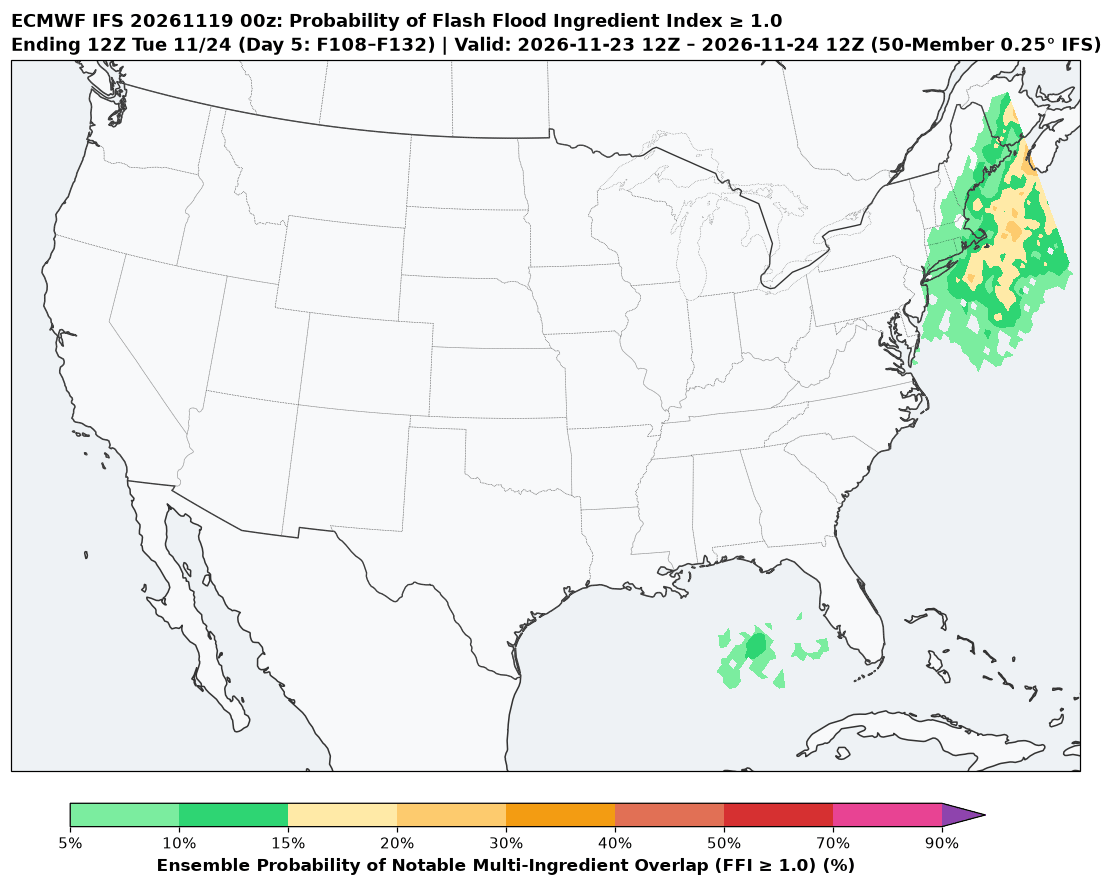 ECMWF IFS 20261119 00z: Probability of Flash Flood Ingredient Index ≥ 1.0
Ending 12Z Tue 11/24 (Day 5: F108–F132) | Valid: 2026-11-23 12Z – 2026-11-24 12Z (50-Member 0.25° IFS)
5% 10% 15% 20% 30% 40% 50% 70% 90%
Ensemble Probability of Notable Multi-Ingredient Overlap (FFI ≥ 1.0) (%)